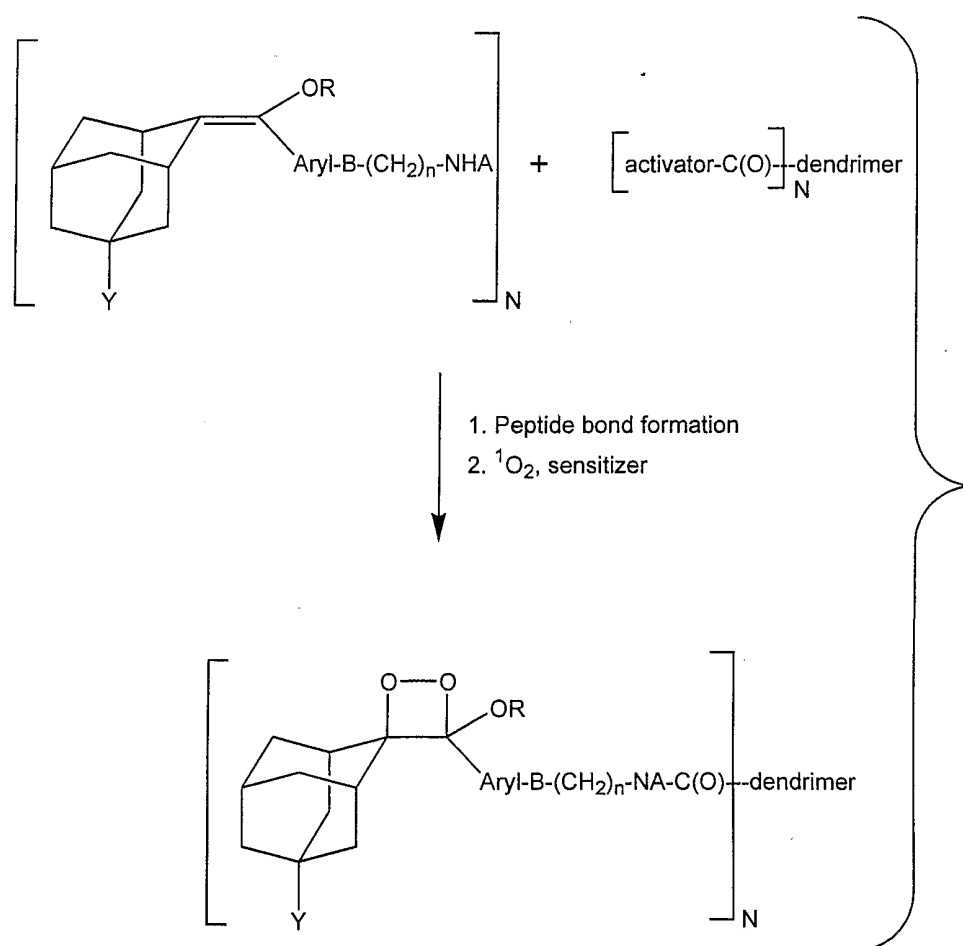 OR
Aryl-B-(CH₂)ₙ-NHA + [activator-C(O)]---dendrimer
N
Y
N
1. Peptide bond formation
2. ¹O₂, sensitizer
O—O
OR
Aryl-B-(CH₂)ₙ-NA-C(O)---dendrimer
Y
N